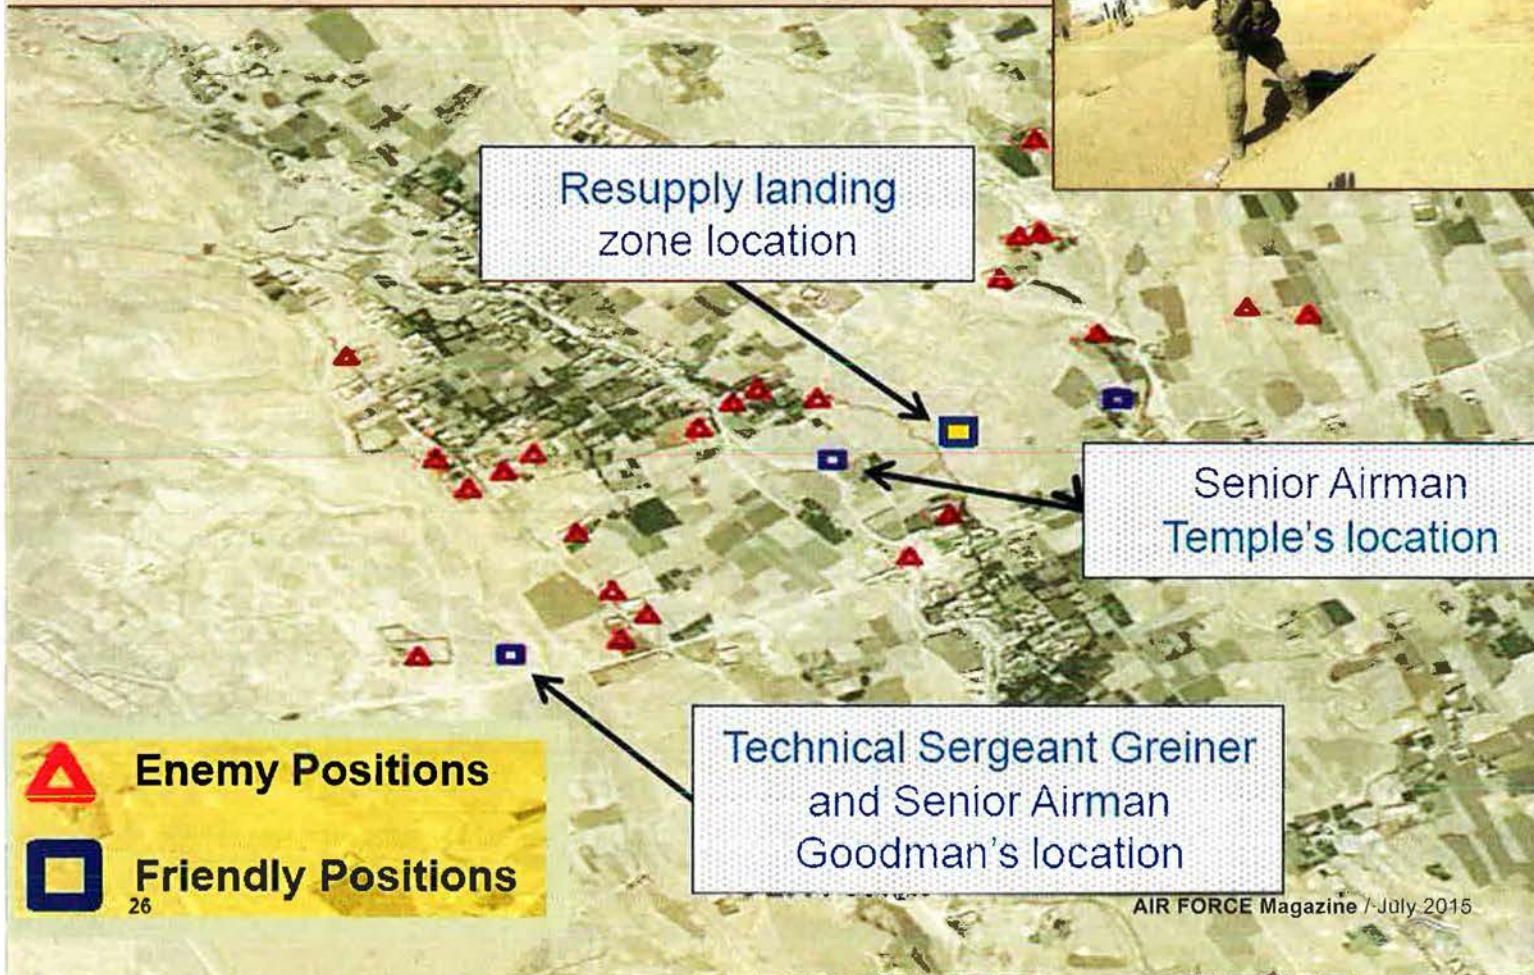 Resupply landing
zone location
Senior Airman
Temple's location
Technical Sergeant Greiner
and Senior Airman
Goodman's location
Enemy Positions
Friendly Positions
26
AIR FORCE Magazine / July 2015